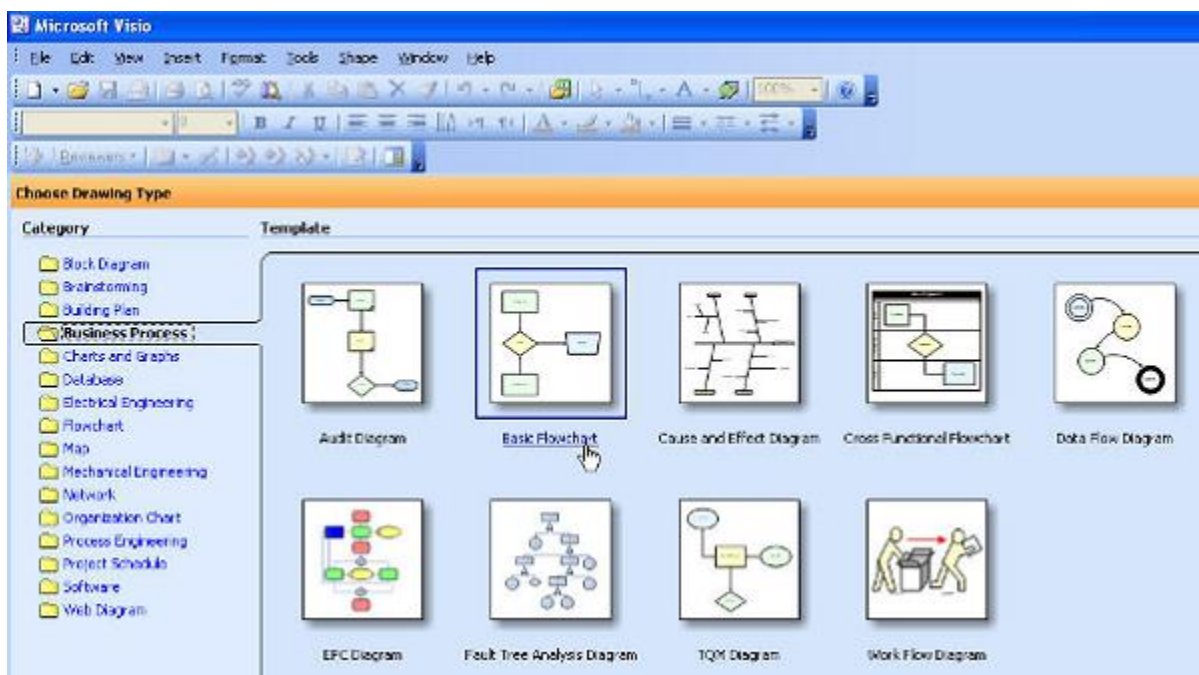 Microsoft Visio
File Edit View Insert Format Tools Shape Window Help
100%
B I U
Choose Drawing Type
Category
Template
Block Diagram
Brainstorming
Building Plan
Business Process
Charts and Graphs
Database
Electrical Engineering
Flowchart
Map
Mechanical Engineering
Network
Organization Chart
Process Engineering
Project Schedule
Software
Web Diagram
Audit Diagram
Basic Flowchart
Cause and Effect Diagram
Cross Functional Flowchart
Data Flow Diagram
EPC Diagram
Fault Tree Analysis Diagram
TQM Diagram
Work Flow Diagram